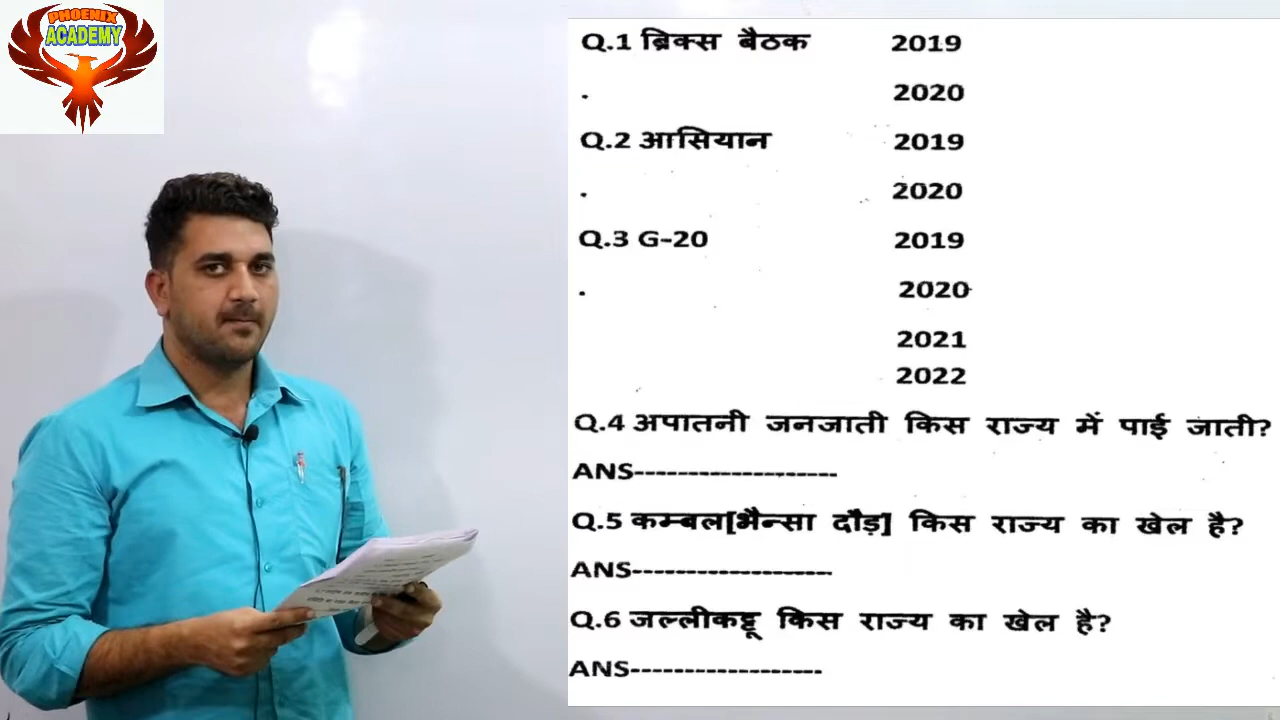 PHOENIX
ACADEMY
Q.1 ब्रिक्स बैठक 2019
. 2020
Q.2 आसियान 2019
. 2020
Q.3 G-20 2019
. 2020
2021
2022
Q.4 अपातनी जनजाती किस राज्य में पाई जाती?
ANS-------------------
Q.5 कम्बल[भैन्सा दौड़] किस राज्य का खेल है?
ANS-------------------
Q.6 जल्लीकट्टू किस राज्य का खेल है?
ANS------------------